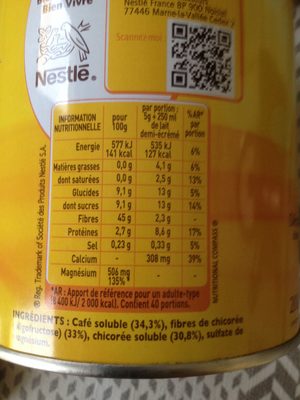 Bien Vivre
Nestlé France BP 900 Noisiel
77446 Marne-la-Vallée Cedex 2
Scannez-moi
Nestlé®
INFORMATION NUTRITIONNELLE pour 100g par portion : 5g + 250 ml de lait demi-écrémé %AR* par portion
Energie 577 kJ 141 kcal 535 kJ 127 kcal 6%
Matières grasses 0,0 g 4,1 g 6%
dont saturées 0,0 g 2,5 g 13%
Glucides 9,1 g 13 g 5%
dont sucres 9,1 g 13 g 14%
Fibres 45 g 2,3 g -
Protéines 2,7 g 8,6 g 17%
Sel 0,23 g 0,33 g 5%
Calcium - 308 mg 39%
Magnésium 506 mg 135%* - -
*AR : Apport de référence pour un adulte-type
(8 400 kJ/ 2 000 kcal). Contient 40 portions.
® Reg. Trademark of Société des Produits Nestlé S.A.
NUTRITIONAL COMPASS ®
INGRÉDIENTS : Café soluble (34,3%), fibres de chicorée
(oligofructose) (33%), chicorée soluble (30,8%), sulfate de
magnésium.